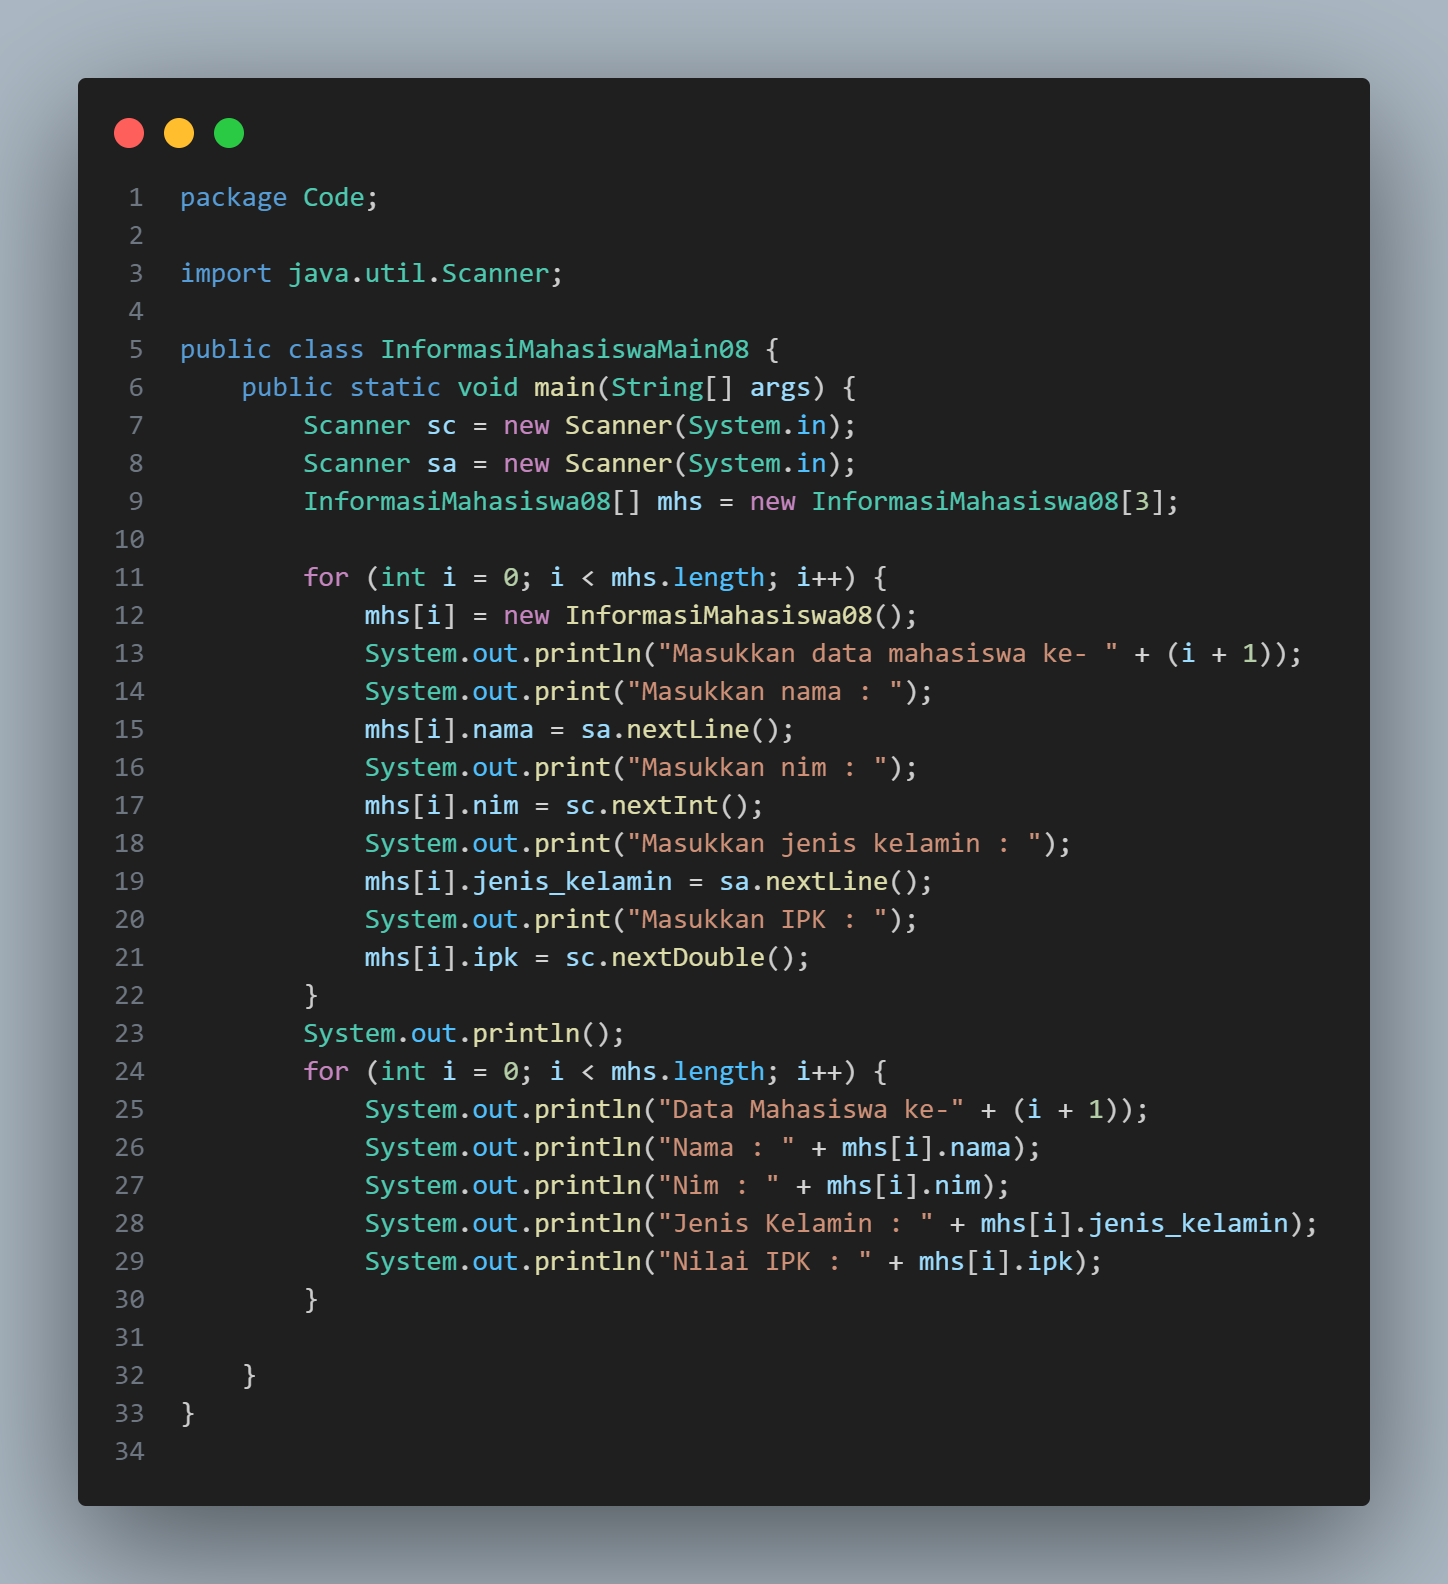 1 package Code;
2
3 import java.util.Scanner;
4
5 public class InformasiMahasiswaMain08 {
6     public static void main(String[] args) {
7         Scanner sc = new Scanner(System.in);
8         Scanner sa = new Scanner(System.in);
9         InformasiMahasiswa08[] mhs = new InformasiMahasiswa08[3];
10
11         for (int i = 0; i < mhs.length; i++) {
12             mhs[i] = new InformasiMahasiswa08();
13             System.out.println("Masukkan data mahasiswa ke- " + (i + 1));
14             System.out.print("Masukkan nama : ");
15             mhs[i].nama = sa.nextLine();
16             System.out.print("Masukkan nim : ");
17             mhs[i].nim = sc.nextInt();
18             System.out.print("Masukkan jenis kelamin : ");
19             mhs[i].jenis_kelamin = sa.nextLine();
20             System.out.print("Masukkan IPK : ");
21             mhs[i].ipk = sc.nextDouble();
22         }
23         System.out.println();
24         for (int i = 0; i < mhs.length; i++) {
25             System.out.println("Data Mahasiswa ke-" + (i + 1));
26             System.out.println("Nama : " + mhs[i].nama);
27             System.out.println("Nim : " + mhs[i].nim);
28             System.out.println("Jenis Kelamin : " + mhs[i].jenis_kelamin);
29             System.out.println("Nilai IPK : " + mhs[i].ipk);
30         }
31
32     }
33 }
34